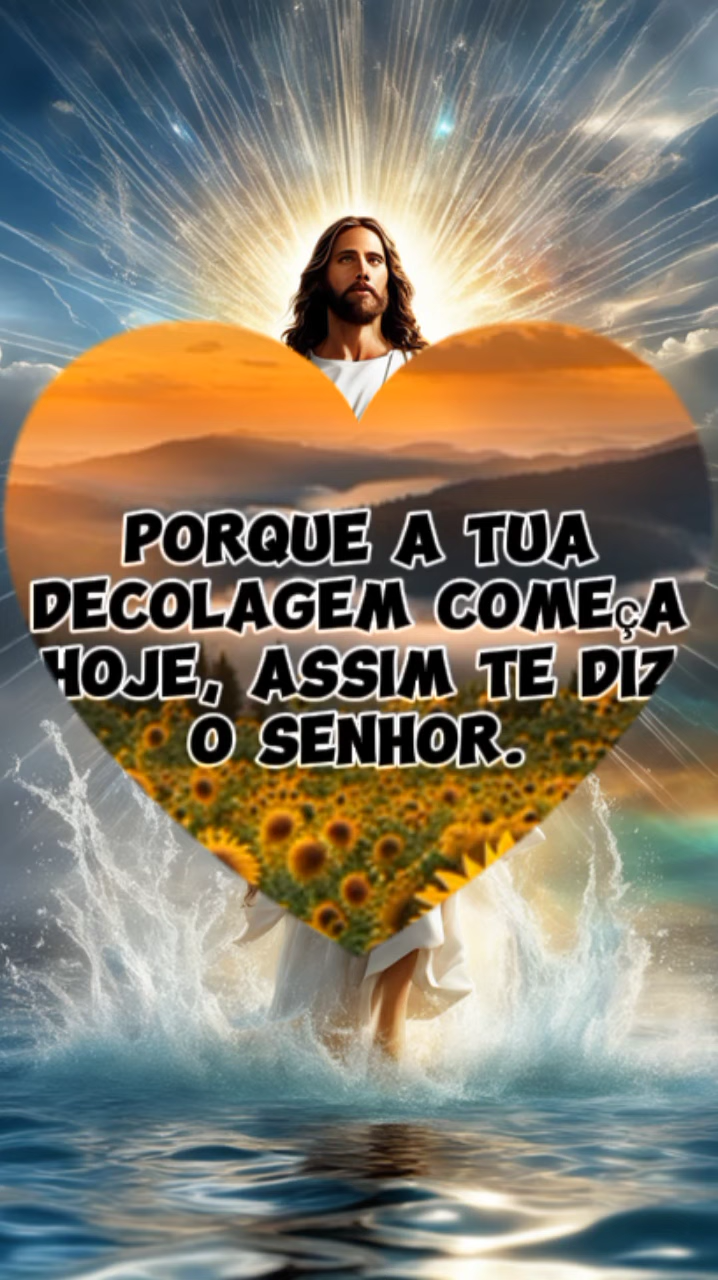 PORQUE A TUA
DECOLAGEM COMEçA
HOJE, ASSIM TE DIZ
O SENHOR.